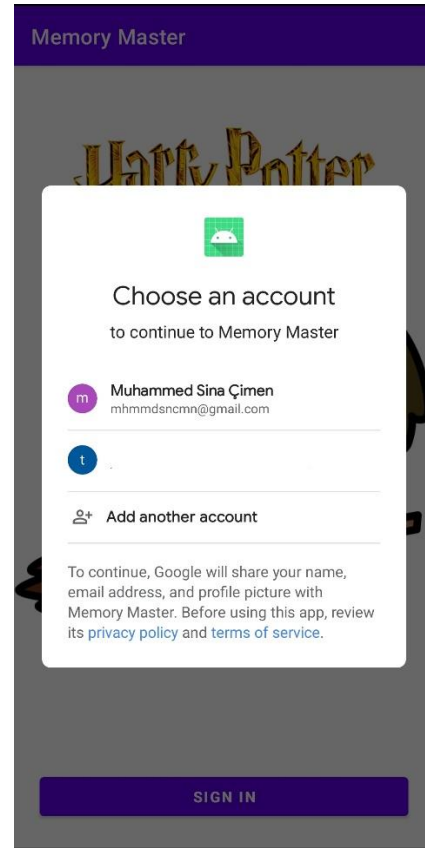 Memory Master
Harry Potter
Choose an account
to continue to Memory Master
m
Muhammed Sina Çimen
mhmmdsncmn@gmail.com
t
Add another account
To continue, Google will share your name,
email address, and profile picture with
Memory Master. Before using this app, review
its privacy policy and terms of service.
SIGN IN